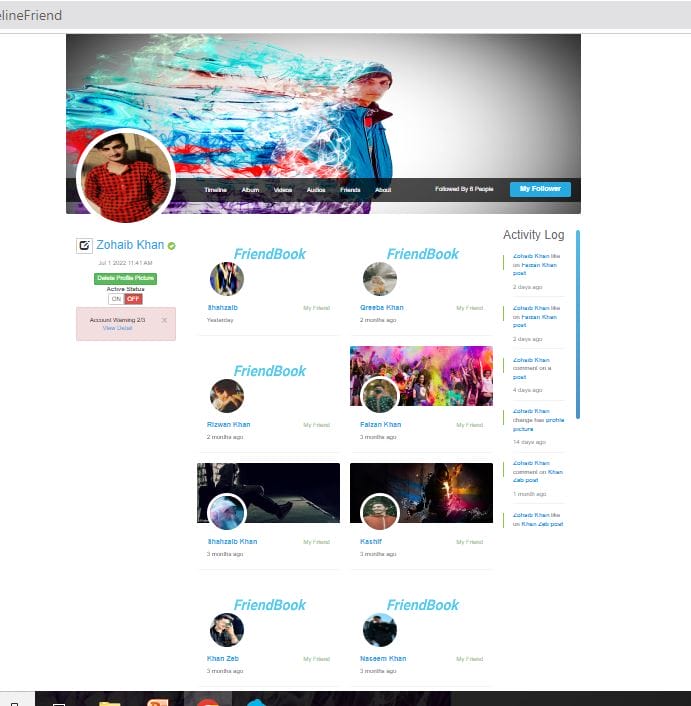 elineFriend
Timeline Album Videos Audios Friends About Followed By 6 People My Follower
Zohaib Khan
Jul 1 2022 11:41 AM
Delete Profile Picture
Active Status
ON OFF
Account Warning 2/3 ×
View Detail
FriendBook
Shahzaib My Friend
Yesterday
FriendBook
Qreeba Khan My Friend
2 months ago
FriendBook
Rizwan Khan My Friend
2 months ago
Faizan Khan My Friend
3 months ago
Shahzaib Khan My Friend
3 months ago
Kashif My Friend
3 months ago
FriendBook
Khan Zeb My Friend
3 months ago
FriendBook
Naseem Khan My Friend
3 months ago
Activity Log
Zohaib Khan like
on Faizan Khan
post
2 days ago
Zohaib Khan like
on Faizan Khan
post
2 days ago
Zohaib Khan
comment on a
post
4 days ago
Zohaib Khan
change has profile
picture
14 days ago
Zohaib Khan
comment on Khan
Zeb post
1 month ago
Zohaib Khan like
on Khan Zeb post